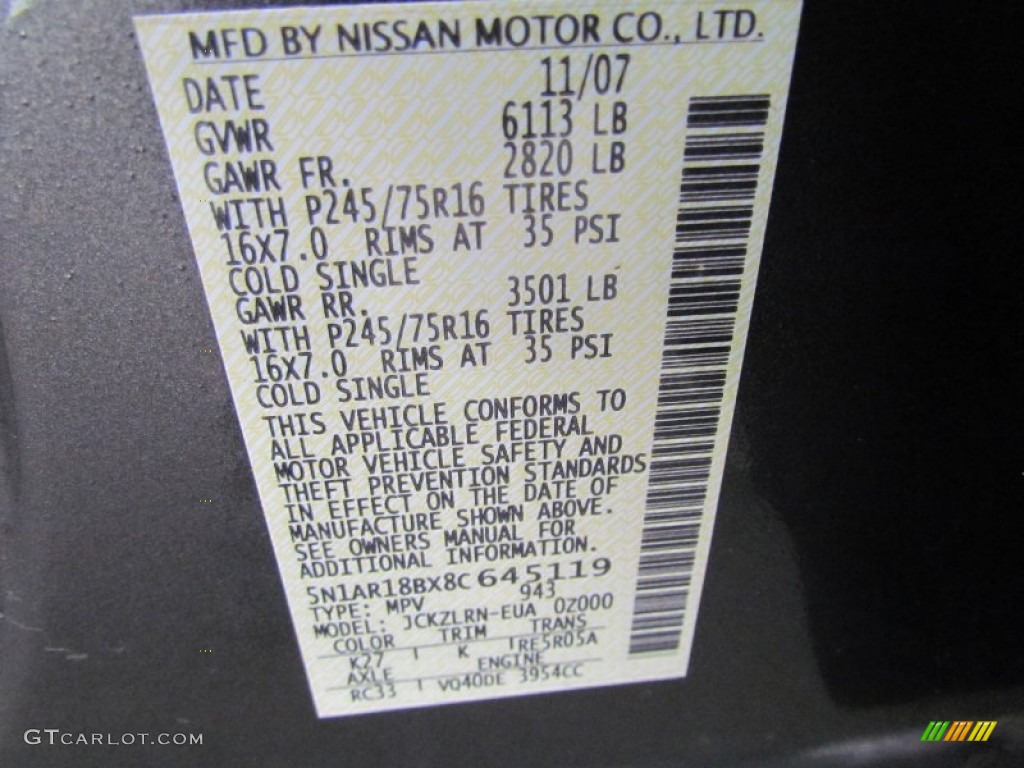 MFD BY NISSAN MOTOR CO., LTD.
DATE 11/07
GVWR 6113 LB
GAWR FR. 2820 LB
WITH P245/75R16 TIRES
16X7.0 RIMS AT 35 PSI
COLD SINGLE
GAWR RR. 3501 LB
WITH P245/75R16 TIRES
16X7.0 RIMS AT 35 PSI
COLD SINGLE
THIS VEHICLE CONFORMS TO
ALL APPLICABLE FEDERAL
MOTOR VEHICLE SAFETY AND
THEFT PREVENTION STANDARDS
IN EFFECT ON THE DATE OF
MANUFACTURE SHOWN ABOVE.
SEE OWNERS MANUAL FOR
ADDITIONAL INFORMATION.
5N1AR18BX8C645119
TYPE: MPV 943
MODEL: JCKZLRN-EUA 0Z000
COLOR TRIM TRANS
K27 K RE5R05A
AXLE ENGINE
RC33 VQ40DE 3954CC
GTCARLOT.COM